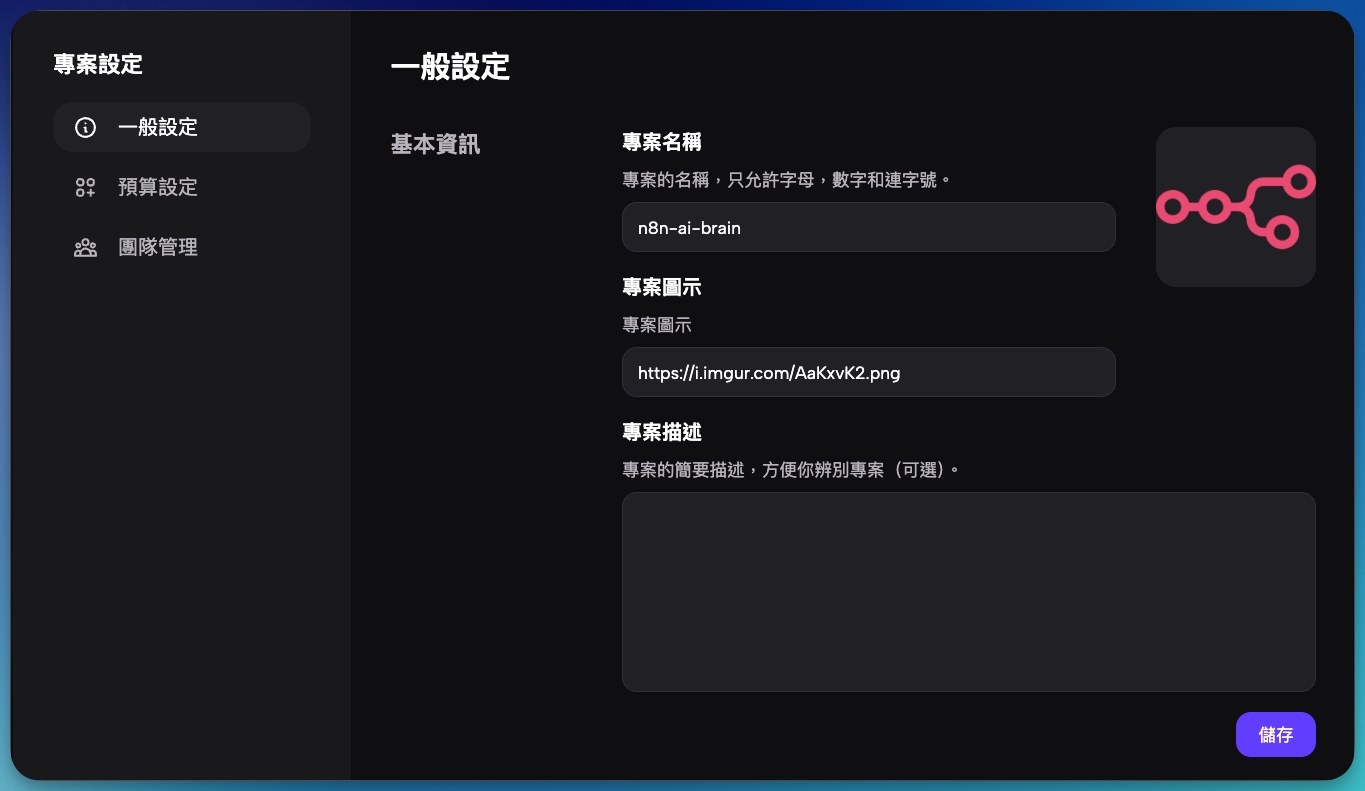 專案設定
一般設定
預算設定
團隊管理
一般設定
基本資訊
專案名稱
專案的名稱，只允許字母，數字和連字號。
n8n-ai-brain
專案圖示
專案圖示
https://i.imgur.com/AaKxvK2.png
專案描述
專案的簡要描述，方便你辨別專案（可選）。
儲存